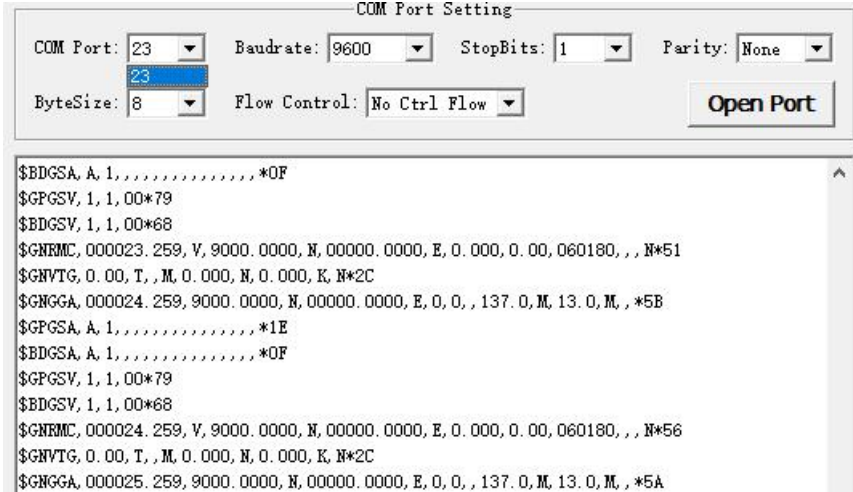 COM Port Setting
COM Port: 23 Baudrate: 9600 StopBits: 1 Parity: None
23
ByteSize: 8 Flow Control: No Ctrl Flow Open Port
$BDGSA,A,1,,,,,,,,,,,,,,,*0F
$GPGSV,1,1,00*79
$BDGSV,1,1,00*68
$GNRMC,000023.259,V,9000.0000,N,00000.0000,E,0.000,0.00,060180,,,N*51
$GNVTG,0.00,T,,M,0.000,N,0.000,K,N*2C
$GNGGA,000024.259,9000.0000,N,00000.0000,E,0,0,,137.0,M,13.0,M,,*5B
$GPGSA,A,1,,,,,,,,,,,,,,,*1E
$BDGSA,A,1,,,,,,,,,,,,,,,*0F
$GPGSV,1,1,00*79
$BDGSV,1,1,00*68
$GNRMC,000024.259,V,9000.0000,N,00000.0000,E,0.000,0.00,060180,,,N*56
$GNVTG,0.00,T,,M,0.000,N,0.000,K,N*2C
$GNGGA,000025.259,9000.0000,N,00000.0000,E,0,0,,137.0,M,13.0,M,,*5A